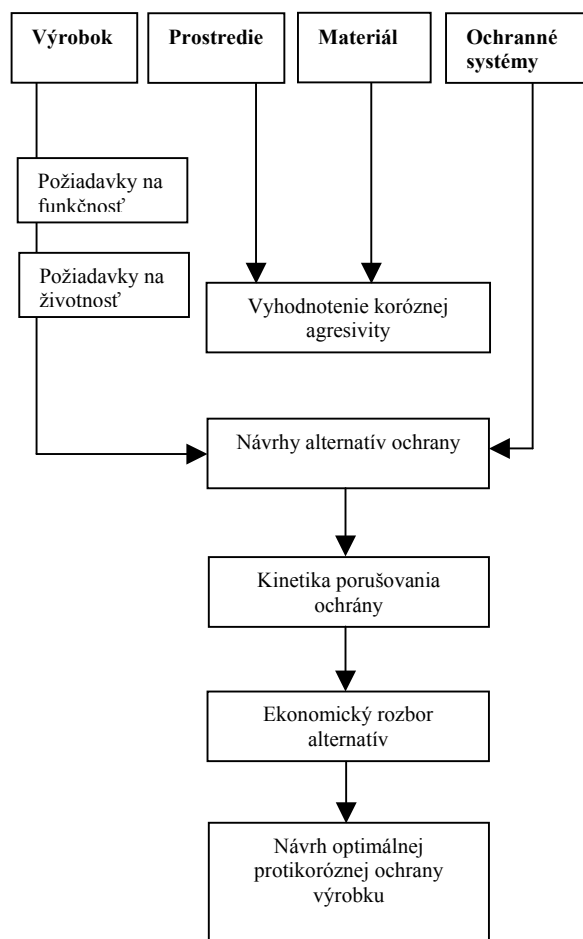 Výrobok
Prostredie
Materiál
Ochranné
systémy
Požiadavky na
funkčnosť
Požiadavky na
životnosť
Vyhodnotenie koróznej
agresivity
Návrhy alternatív ochrany
Kinetika porušovania
ochrány
Ekonomický rozbor
alternatív
Návrh optimálnej
protikoróznej ochrany
výrobku